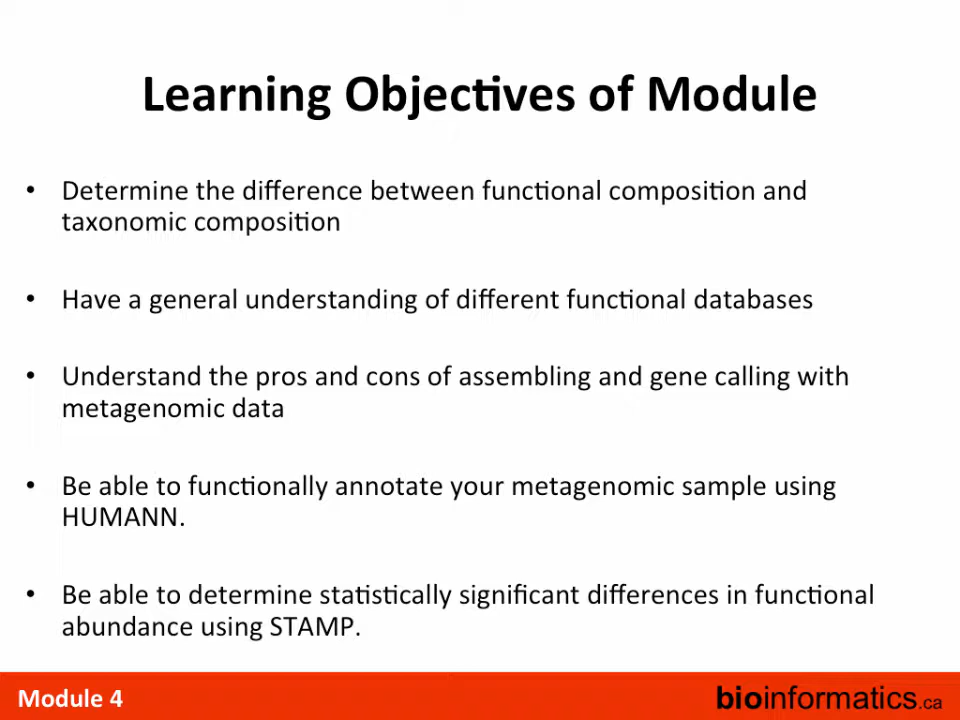 Learning Objectives of Module
• Determine the difference between functional composition and
taxonomic composition
• Have a general understanding of different functional databases
• Understand the pros and cons of assembling and gene calling with
metagenomic data
• Be able to functionally annotate your metagenomic sample using
HUMANN.
• Be able to determine statistically significant differences in functional
abundance using STAMP.
Module 4
bioinformatics.ca